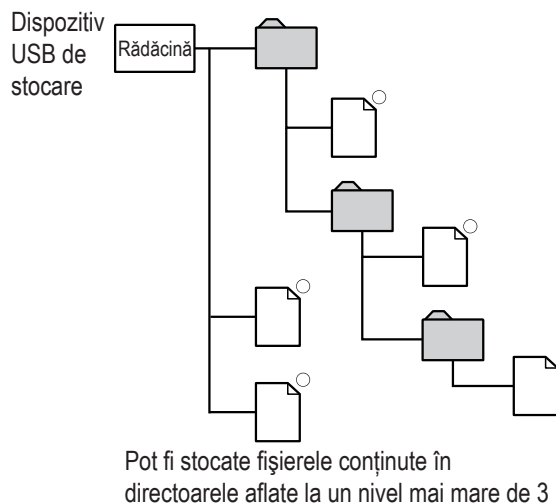 Dispozitiv
USB de
stocare
Rădăcină
Pot fi stocate fişierele conţinute în
directoarele aflate la un nivel mai mare de 3